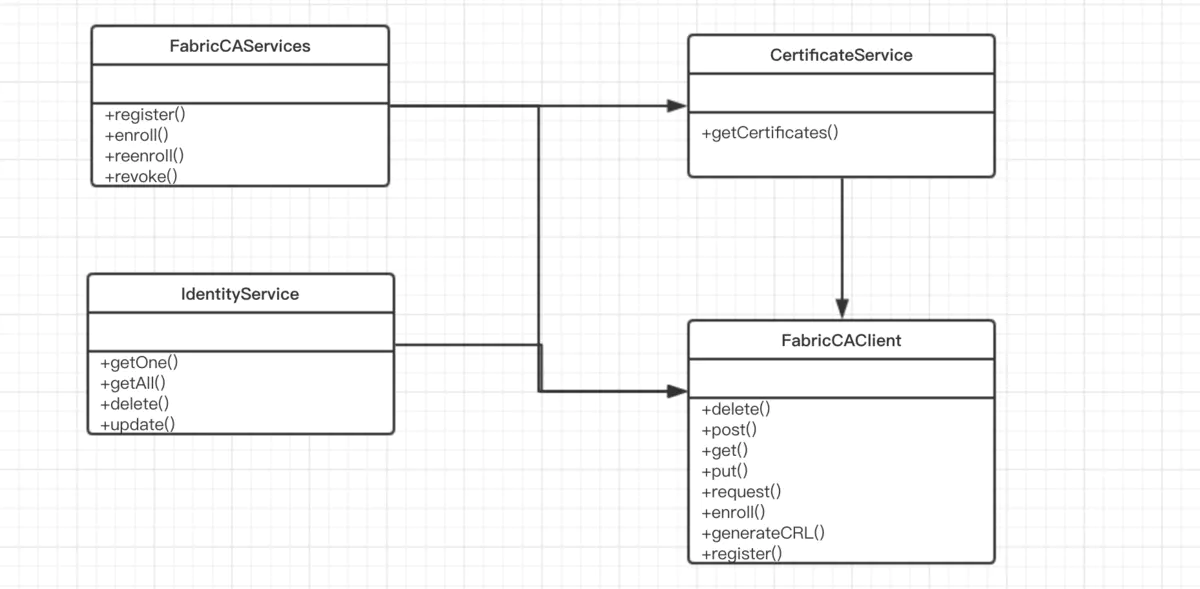 FabricCAServices
+register()
+enroll()
+reenroll()
+revoke()
CertificateService
+getCertificates()
IdentityService
+getOne()
+getAll()
+delete()
+update()
FabricCAClient
+delete()
+post()
+get()
+put()
+request()
+enroll()
+generateCRL()
+register()